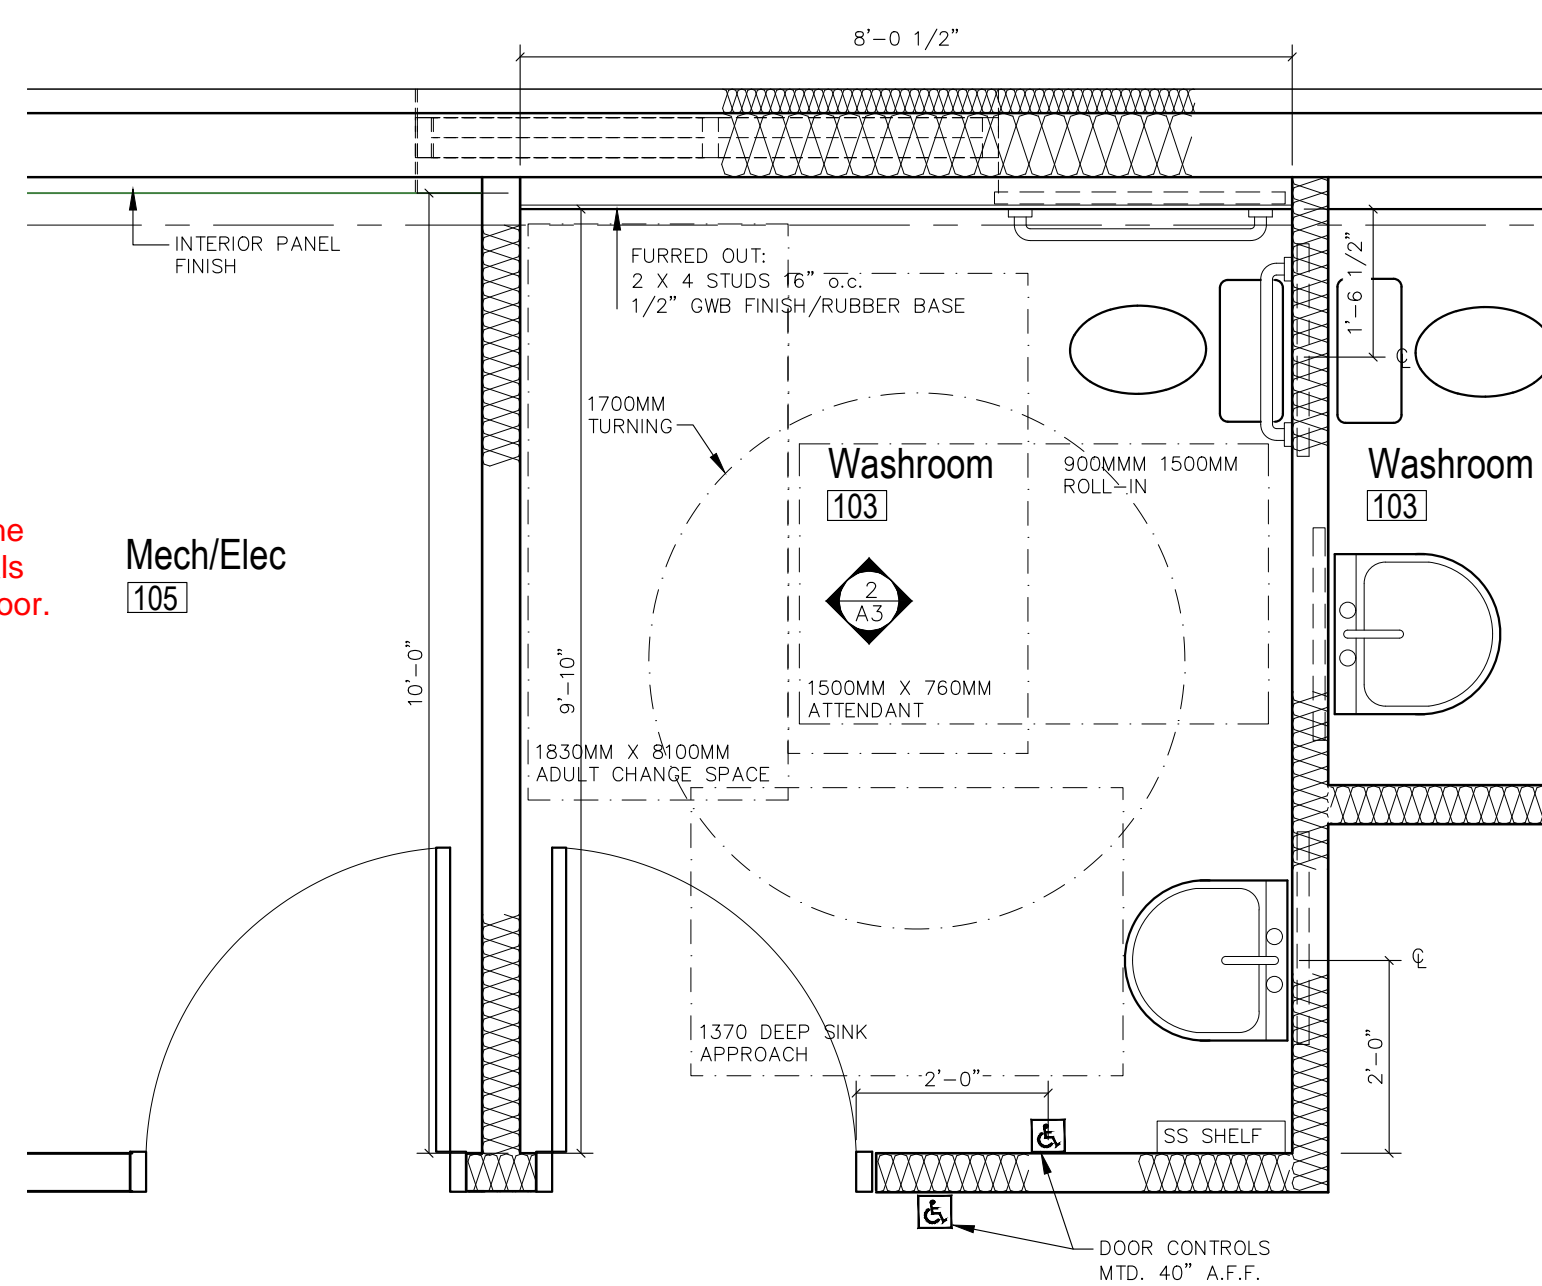 8'-0 1/2"
INTERIOR PANEL
FINISH
FURRED OUT:
2 X 4 STUDS 16" o.c.
1/2" GWB FINISH/RUBBER BASE
1'-6 1/2"
℄
1700MM
TURNING
Washroom
103
900MMM 1500MM
ROLL-IN
Washroom
103
ne
ls
oor.
Mech/Elec
105
2
A3
10'-0"
9'-10"
1500MM X 760MM
ATTENDANT
1830MM X 8100MM
ADULT CHANGE SPACE
℄
1370 DEEP SINK
APPROACH
2'-0"
2'-0"
SS SHELF
DOOR CONTROLS
MTD. 40" A.F.F.